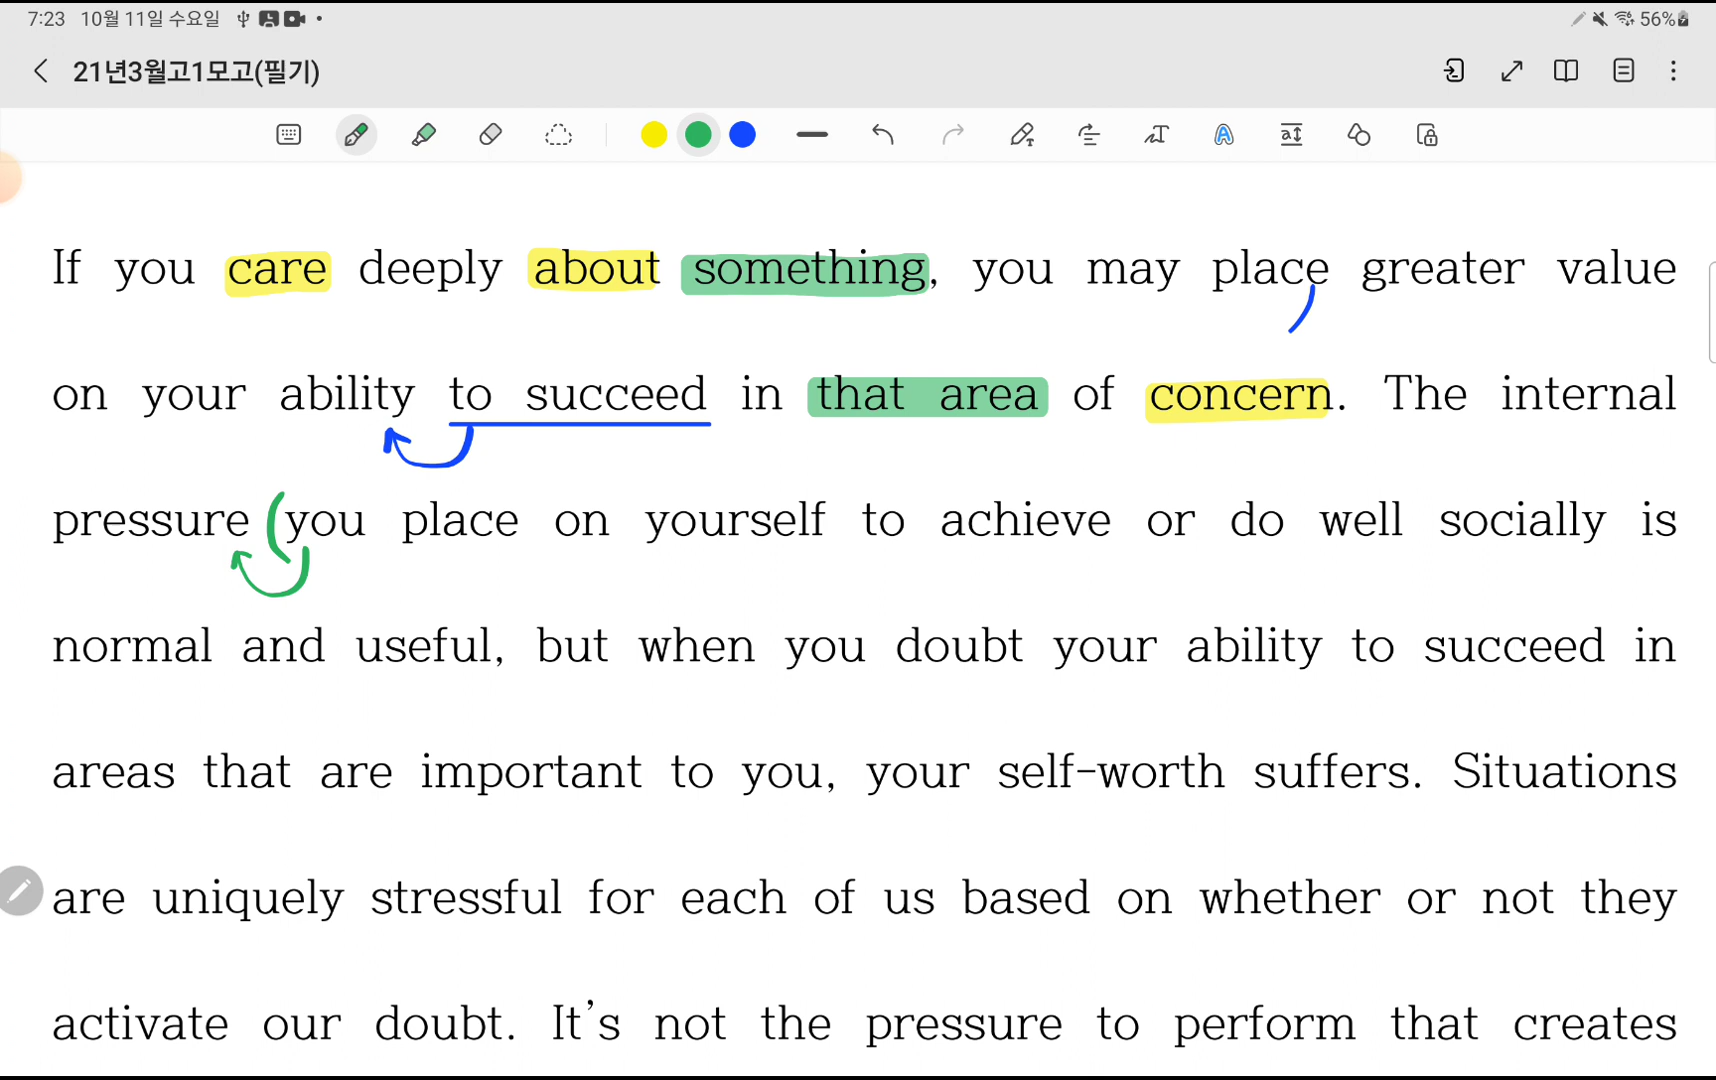 7:23 10월 11일 수요일 56%
21년3월고1모고(필기)
If you care deeply about something, you may place greater value
on your ability to succeed in that area of concern. The internal
pressure (you place on yourself to achieve or do well socially is
normal and useful, but when you doubt your ability to succeed in
areas that are important to you, your self-worth suffers. Situations
are uniquely stressful for each of us based on whether or not they
activate our doubt. It's not the pressure to perform that creates